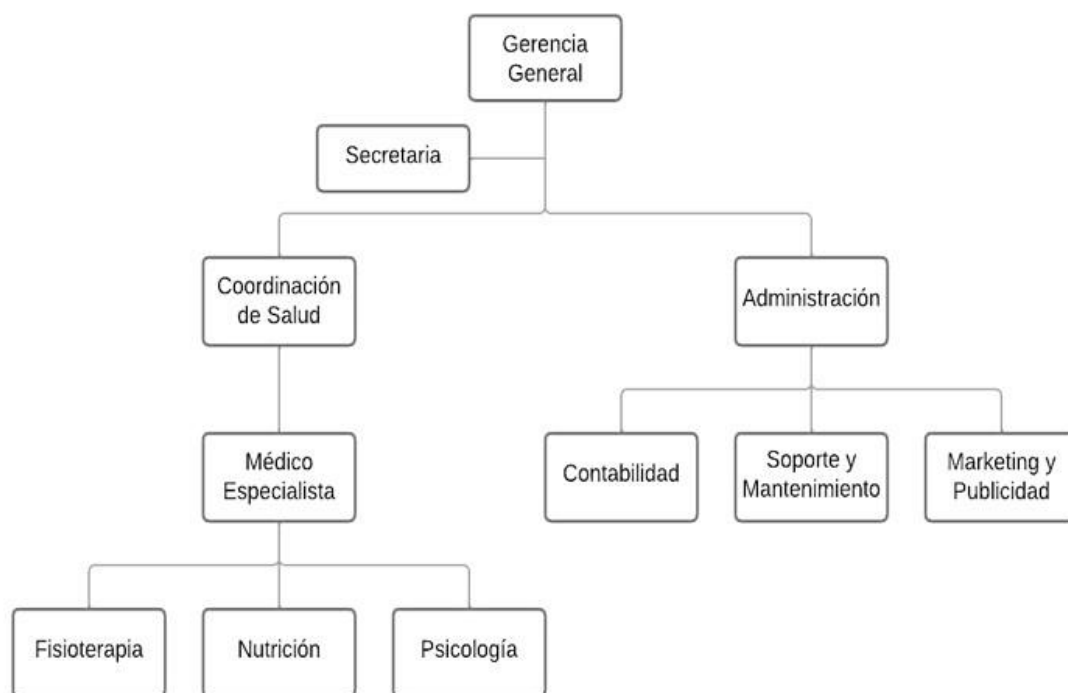 Gerencia
General
Secretaria
Coordinación
de Salud
Administración
Médico
Especialista
Contabilidad
Soporte y
Mantenimiento
Marketing y
Publicidad
Fisioterapia
Nutrición
Psicología